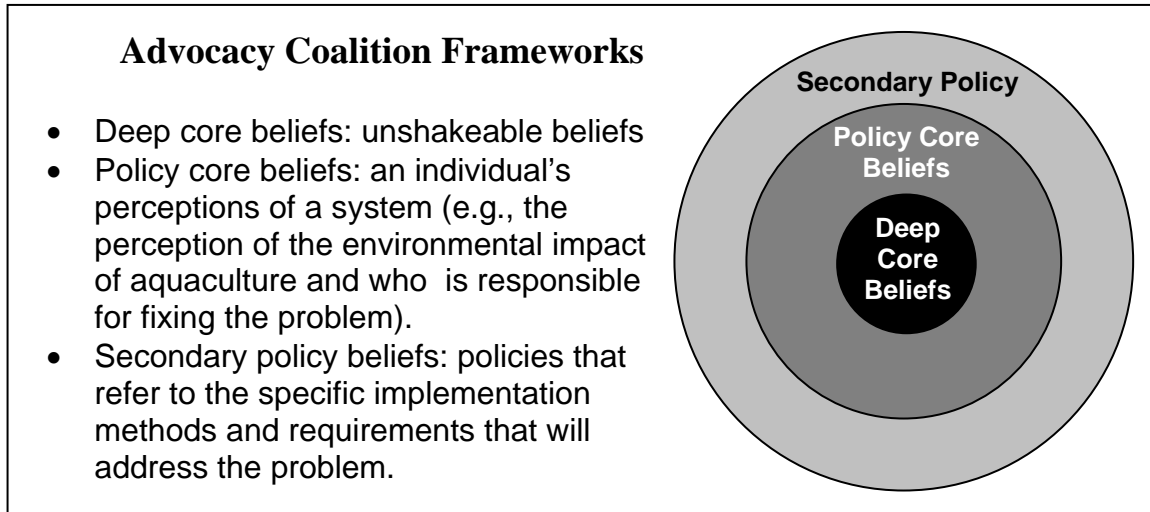 Advocacy Coalition Frameworks
• Deep core beliefs: unshakeable beliefs
• Policy core beliefs: an individual’s
perceptions of a system (e.g., the
perception of the environmental impact
of aquaculture and who  is responsible
for fixing the problem).
• Secondary policy beliefs: policies that
refer to the specific implementation
methods and requirements that will
address the problem.
Secondary Policy
Policy Core
Beliefs
Deep
Core
Beliefs